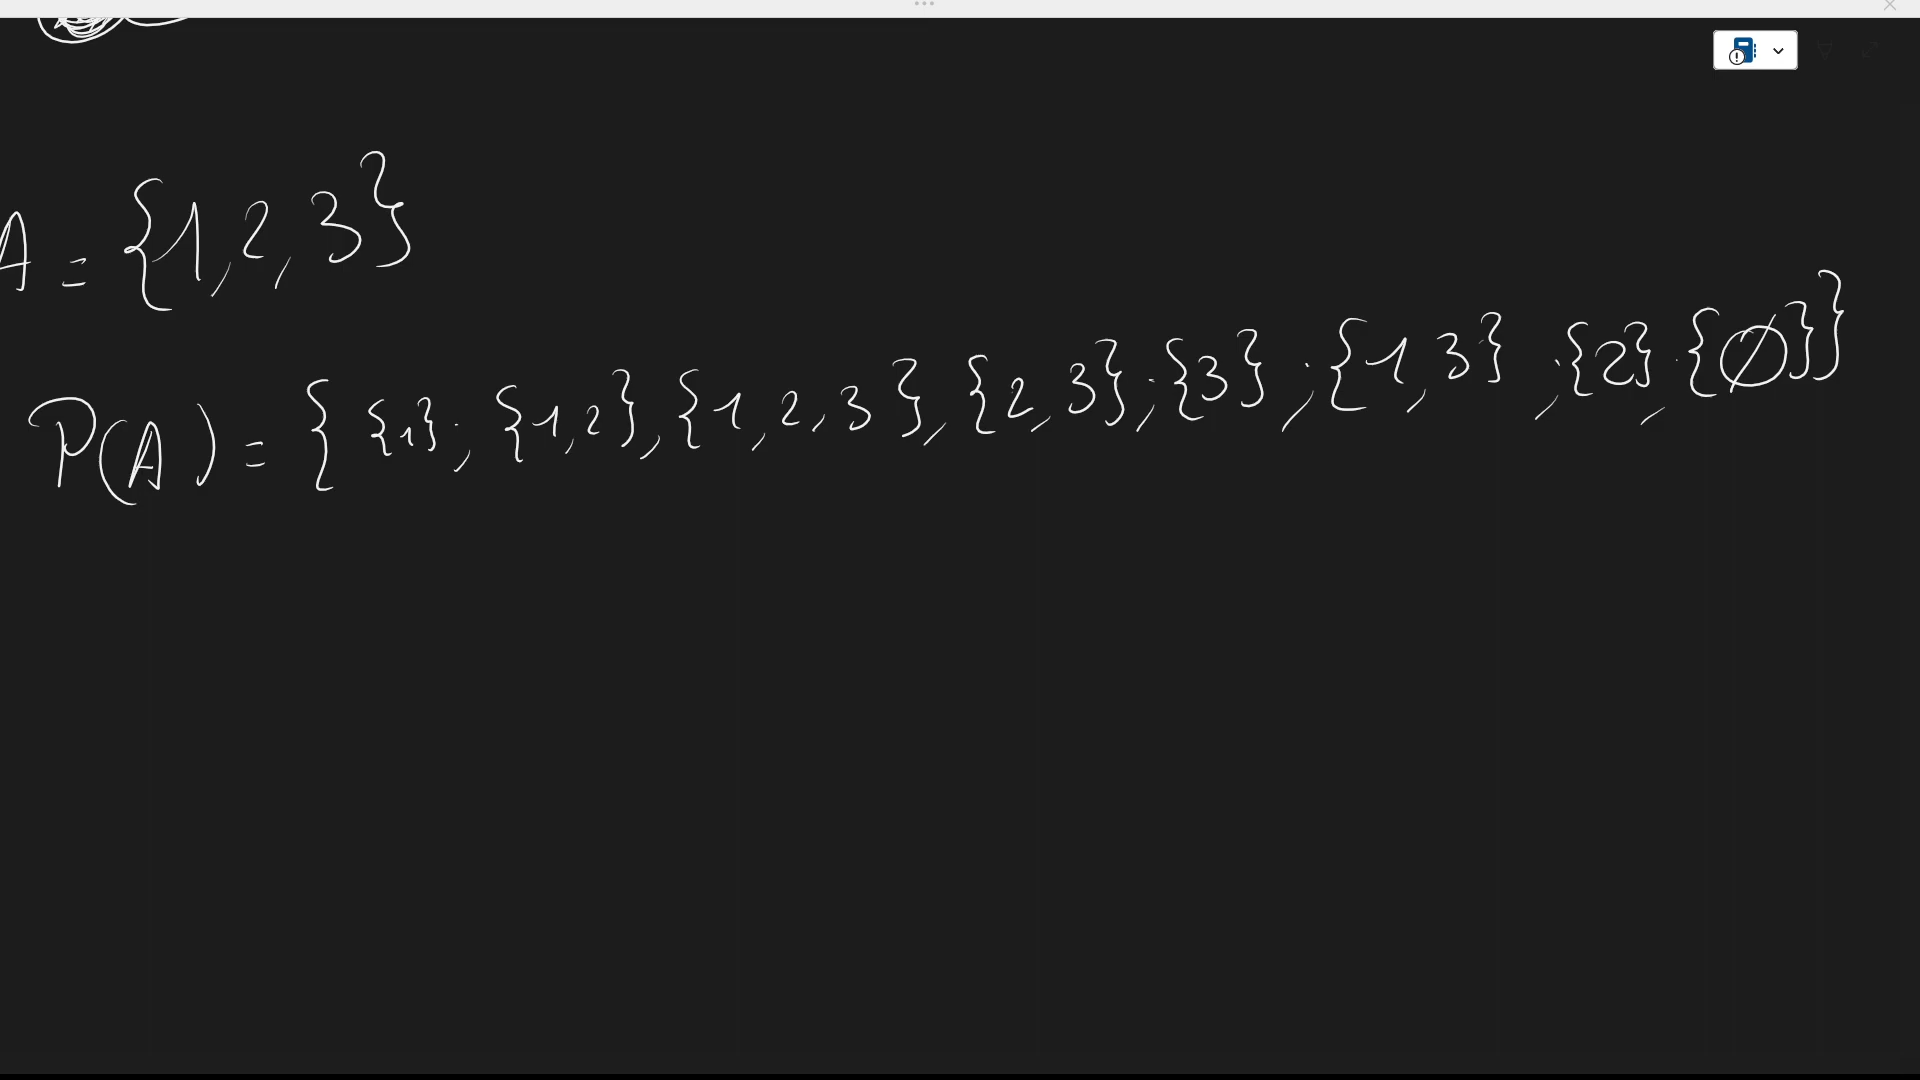 A = {1, 2, 3}
P(A) = { {1}; {1,2}, {1, 2, 3}, {2, 3}; {3}; {1, 3}; {2}; {∅}}